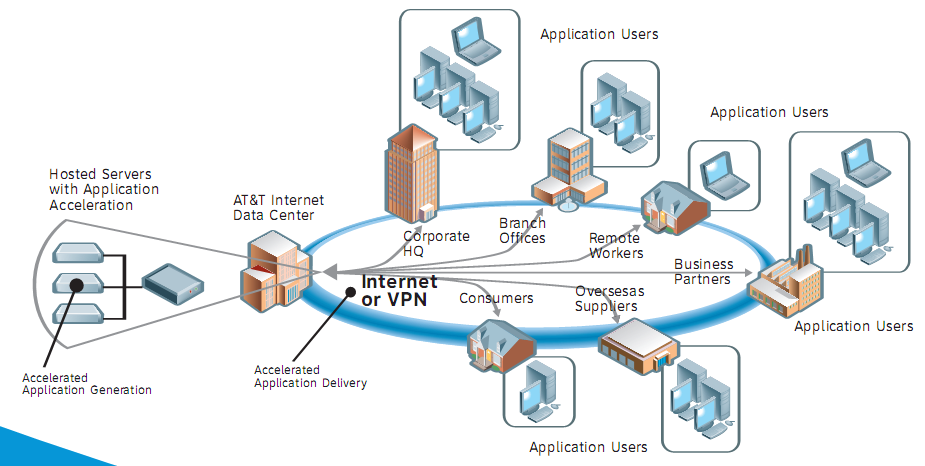 Application Users
Application Users
Hosted Servers
with Application
Acceleration
AT&T Internet
Data Center
Corporate
HQ
Branch
Offices
Remote
Workers
Business
Partners
Internet
or VPN
Consumers
Oversesas
Suppliers
Application Users
Accelerated
Application Generation
Accelerated
Application Delivery
Application Users